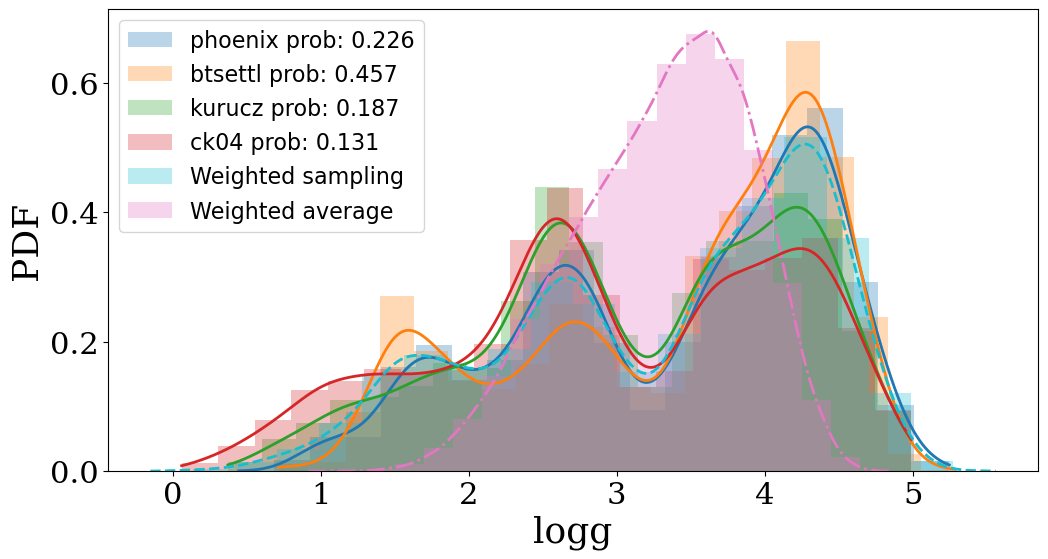 phoenix prob: 0.226
btsettl prob: 0.457
kurucz prob: 0.187
ck04 prob: 0.131
Weighted sampling
Weighted average
PDF
0.6
0.4
0.2
0.0
0 1 2 3 4 5
logg